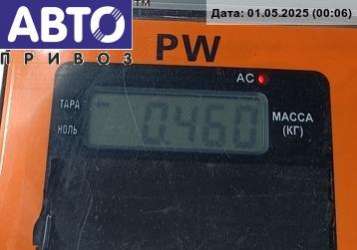 Дата: 01.05.2025 (00:06)
АВТО
ПРИВОЗ
PW
AC
ТАРА
НОЛЬ
0.460
МАССА
(КГ)